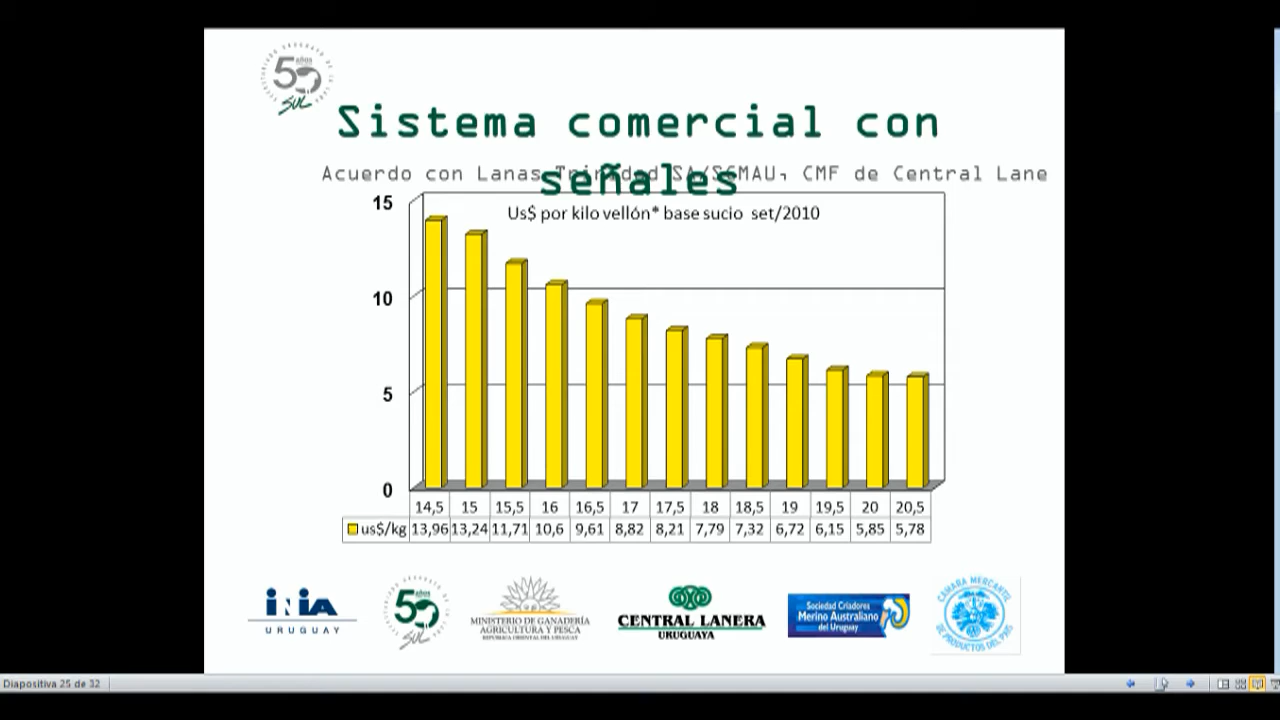 50 años
SUL
Sistema comercial con
señales
Acuerdo con Lanas Trinidad SA/SCMAU, CMF de Central Lane
Us$ por kilo vellón* base sucio set/2010
15
10
5
0
14,5 15 15,5 16 16,5 17 17,5 18 18,5 19 19,5 20 20,5
us$/kg 13,96 13,24 11,71 10,6 9,61 8,82 8,21 7,79 7,32 6,72 6,15 5,85 5,78
INIA
URUGUAY
50 años
SUL
MINISTERIO DE GANADERÍA
AGRICULTURA Y PESCA
REPÚBLICA ORIENTAL DEL URUGUAY
CENTRAL LANERA
URUGUAYA
Sociedad Criadores
Merino Australiano
del Uruguay
CÁMARA MERCANTIL
DE PRODUCTOS DEL PAÍS
Diapositiva 25 de 32